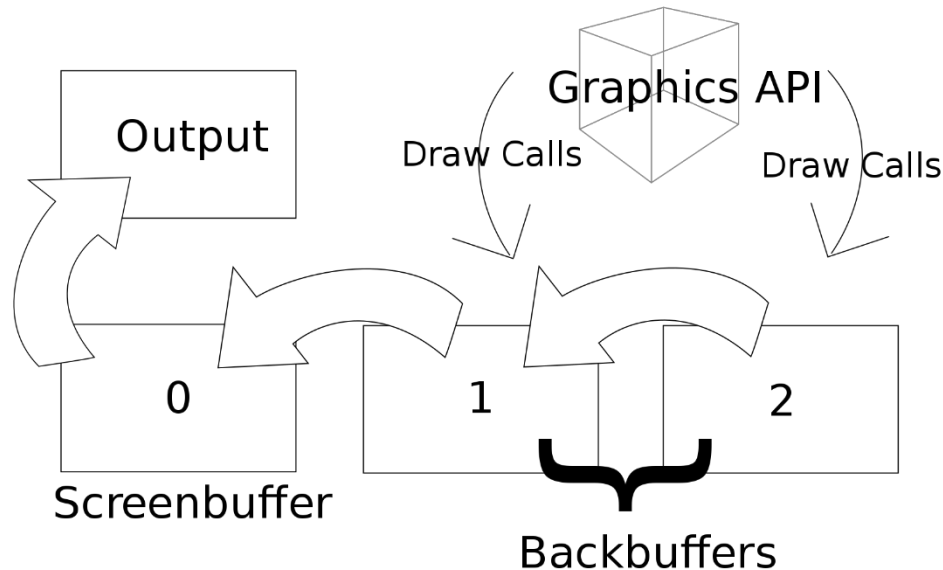 Graphics API
Output
Draw Calls
Draw Calls
0
1
2
Screenbuffer
Backbuffers